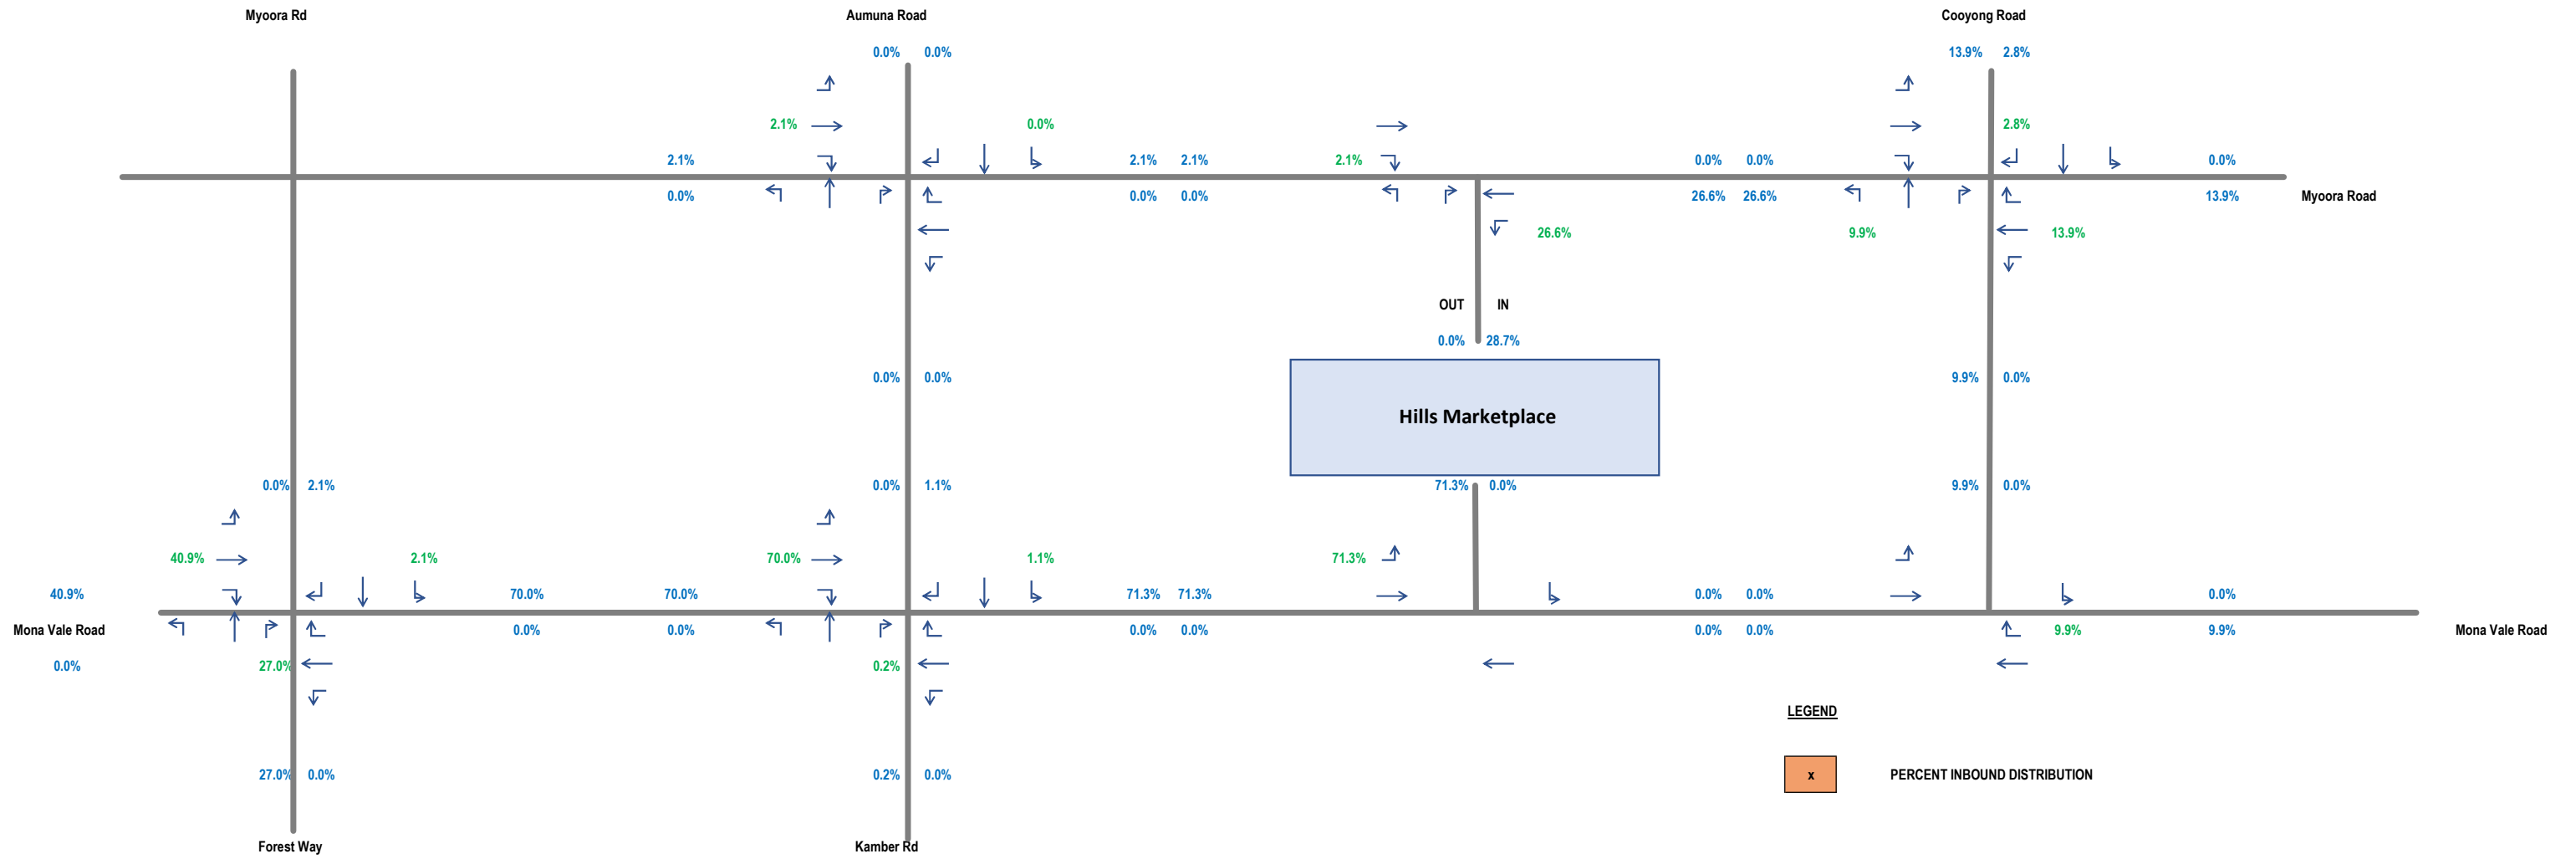 Myoora Rd Aumuna Road Cooyong Road
0.0% 0.0% 13.9% 2.8%
2.1% 0.0% 2.8%
2.1% 2.1% 2.1% 2.1% 0.0% 0.0% 0.0%
0.0% 0.0% 0.0% 26.6% 26.6% 13.9% Myoora Road
26.6% 9.9% 13.9%
OUT IN
0.0% 28.7%
0.0% 0.0% 9.9% 0.0%
Hills Marketplace
0.0% 2.1% 0.0% 1.1% 71.3% 0.0% 9.9% 0.0%
40.9% 2.1% 70.0% 1.1% 71.3%
40.9% 70.0% 70.0% 71.3% 71.3% 0.0% 0.0% 0.0%
Mona Vale Road 0.0% 0.0% 0.0% 0.0% 0.0% 0.0% 9.9% 9.9% Mona Vale Road
0.0% 27.0% 0.2%
LEGEND
27.0% 0.0% 0.2% 0.0% x PERCENT INBOUND DISTRIBUTION
Forest Way Kamber Rd